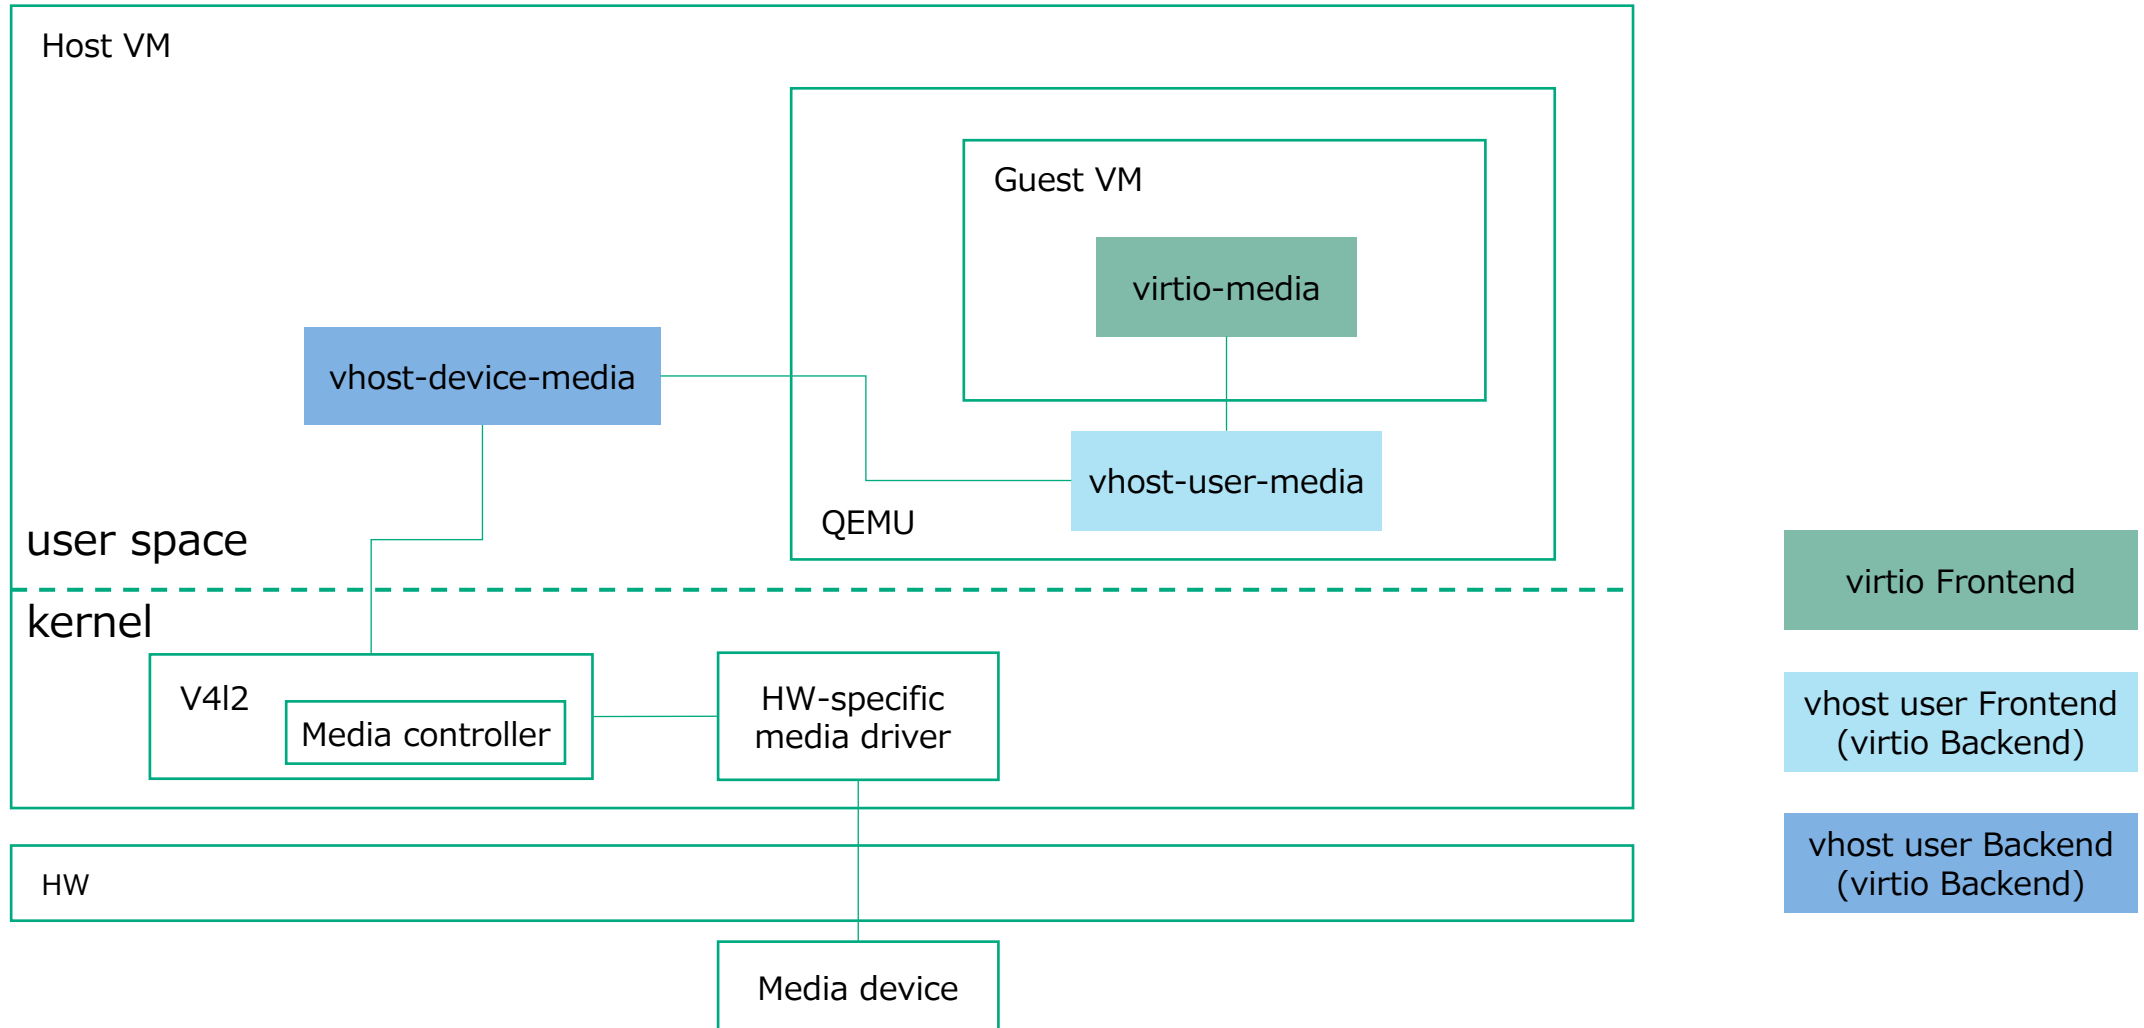 Host VM
Guest VM
virtio-media
vhost-device-media
vhost-user-media
QEMU
user space
kernel
V4l2
Media controller
HW-specific
media driver
HW
Media device
virtio Frontend
vhost user Frontend
(virtio Backend)
vhost user Backend
(virtio Backend)